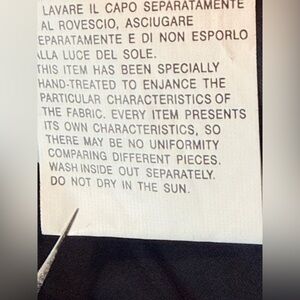 LAVARE IL CAPO SEPARATAMENTE
AL ROVESCIO, ASCIUGARE
EPARATAMENTE E DI NON ESPORLO
LLA LUCE DEL SOLE.
THIS ITEM HAS BEEN SPECIALLY
HAND-TREATED TO ENJANCE THE
PARTICULAR CHARACTERISTICS OF
THE FABRIC. EVERY ITEM PRESENTS
ITS OWN CHARACTERISTICS, SO
THERE MAY BE NO UNIFORMITY
COMPARING DIFFERENT PIECES.
WASH INSIDE OUT SEPARATELY.
DO NOT DRY IN THE SUN.